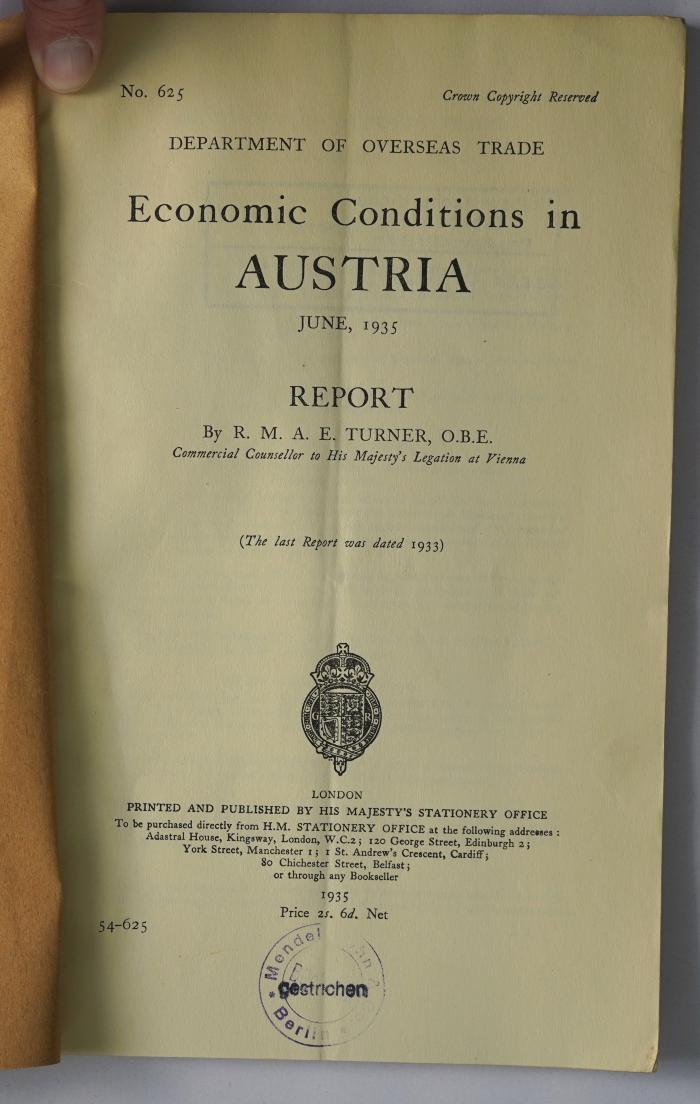 No. 625
Crown Copyright Reserved
DEPARTMENT OF OVERSEAS TRADE
Economic Conditions in
AUSTRIA
JUNE, 1935
REPORT
By R. M. A. E. TURNER, O.B.E.
Commercial Counsellor to His Majesty's Legation at Vienna
(The last Report was dated 1933)
G R
LONDON
PRINTED AND PUBLISHED BY HIS MAJESTY'S STATIONERY OFFICE
To be purchased directly from H.M. STATIONERY OFFICE at the following addresses :
Adastral House, Kingsway, London, W.C.2 ; 120 George Street, Edinburgh 2 ;
York Street, Manchester 1 ; 1 St. Andrew's Crescent, Cardiff ;
80 Chichester Street, Belfast ;
or through any Bookseller
1935
Price 2s. 6d. Net
54-625
Mendel
gestrichen
Berlin